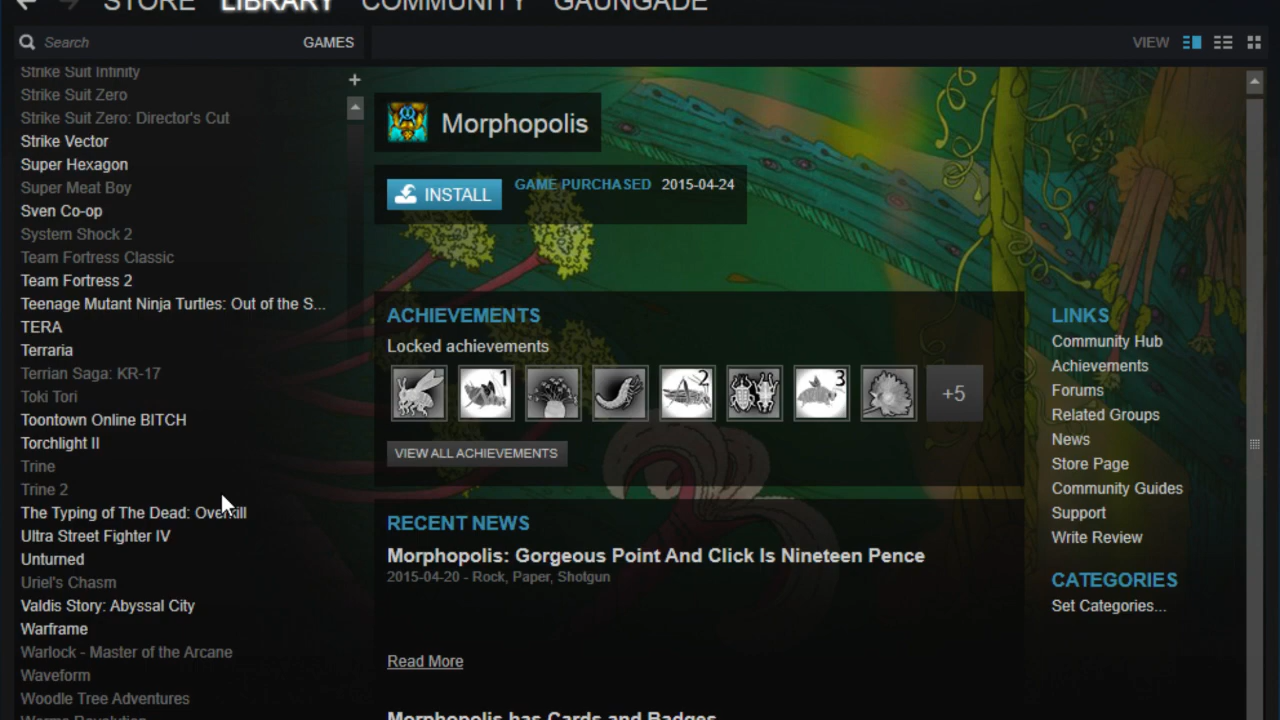 STORE LIBRARY COMMUNITY GAUNGADE
Search GAMES VIEW
Strike Suit Infinity
Strike Suit Zero
Strike Suit Zero: Director's Cut
Strike Vector
Super Hexagon
Super Meat Boy
Sven Co-op
System Shock 2
Team Fortress Classic
Team Fortress 2
Teenage Mutant Ninja Turtles: Out of the S...
TERA
Terraria
Terrian Saga: KR-17
Toki Tori
Toontown Online BITCH
Torchlight II
Trine
Trine 2
The Typing of The Dead: Overkill
Ultra Street Fighter IV
Unturned
Uriel's Chasm
Valdis Story: Abyssal City
Warframe
Warlock - Master of the Arcane
Waveform
Woodle Tree Adventures
Worms Revolution
Morphopolis
INSTALL GAME PURCHASED 2015-04-24
ACHIEVEMENTS
Locked achievements
1 2 3 +5
VIEW ALL ACHIEVEMENTS
RECENT NEWS
Morphopolis: Gorgeous Point And Click Is Nineteen Pence
2015-04-20 - Rock, Paper, Shotgun
Read More
Morphopolis has Cards and Badges
LINKS
Community Hub
Achievements
Forums
Related Groups
News
Store Page
Community Guides
Support
Write Review
CATEGORIES
Set Categories...